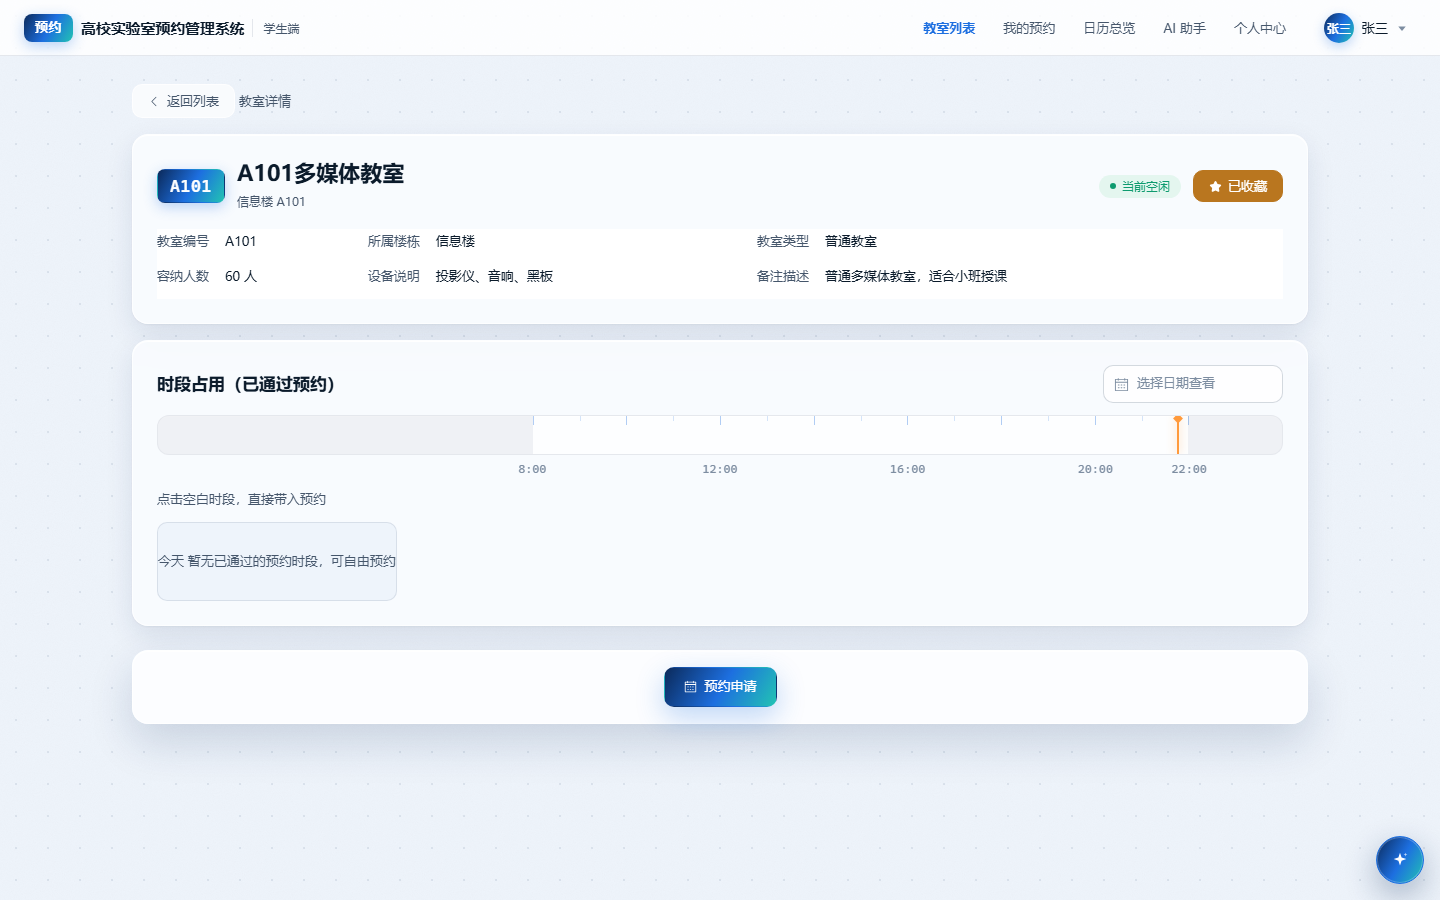 预约 高校实验室预约管理系统 学生端 教室列表 我的预约 日历总览 AI 助手 个人中心 张三 张三
返回列表 教室详情
A101 A101多媒体教室 当前空闲 已收藏
信息楼 A101
教室编号 A101 所属楼栋 信息楼 教室类型 普通教室
容纳人数 60 人 设备说明 投影仪、音响、黑板 备注描述 普通多媒体教室，适合小班授课
时段占用（已通过预约） 选择日期查看
8:00 12:00 16:00 20:00 22:00
点击空白时段，直接带入预约
今天 暂无已通过的预约时段，可自由预约
预约申请